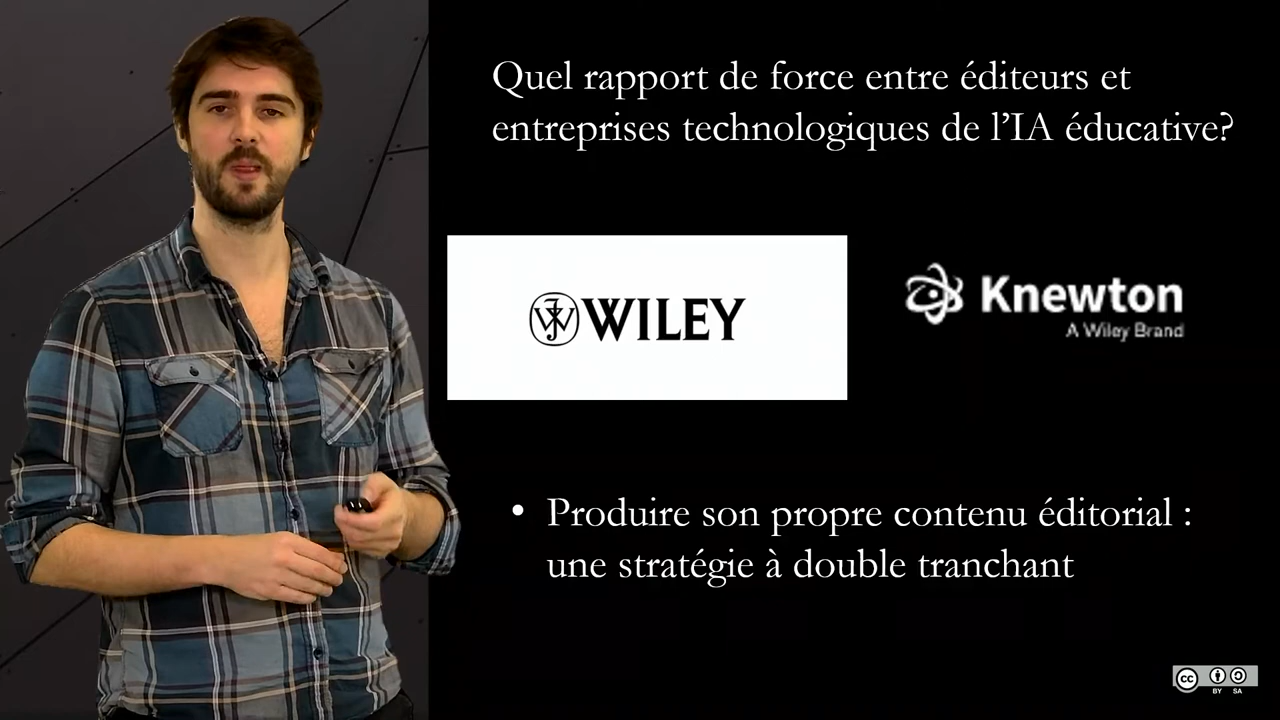 Quel rapport de force entre éditeurs et
entreprises technologiques de l’IA éducative?
WILEY
Knewton
A Wiley Brand
• Produire son propre contenu éditorial :
une stratégie à double tranchant
cc
BY SA